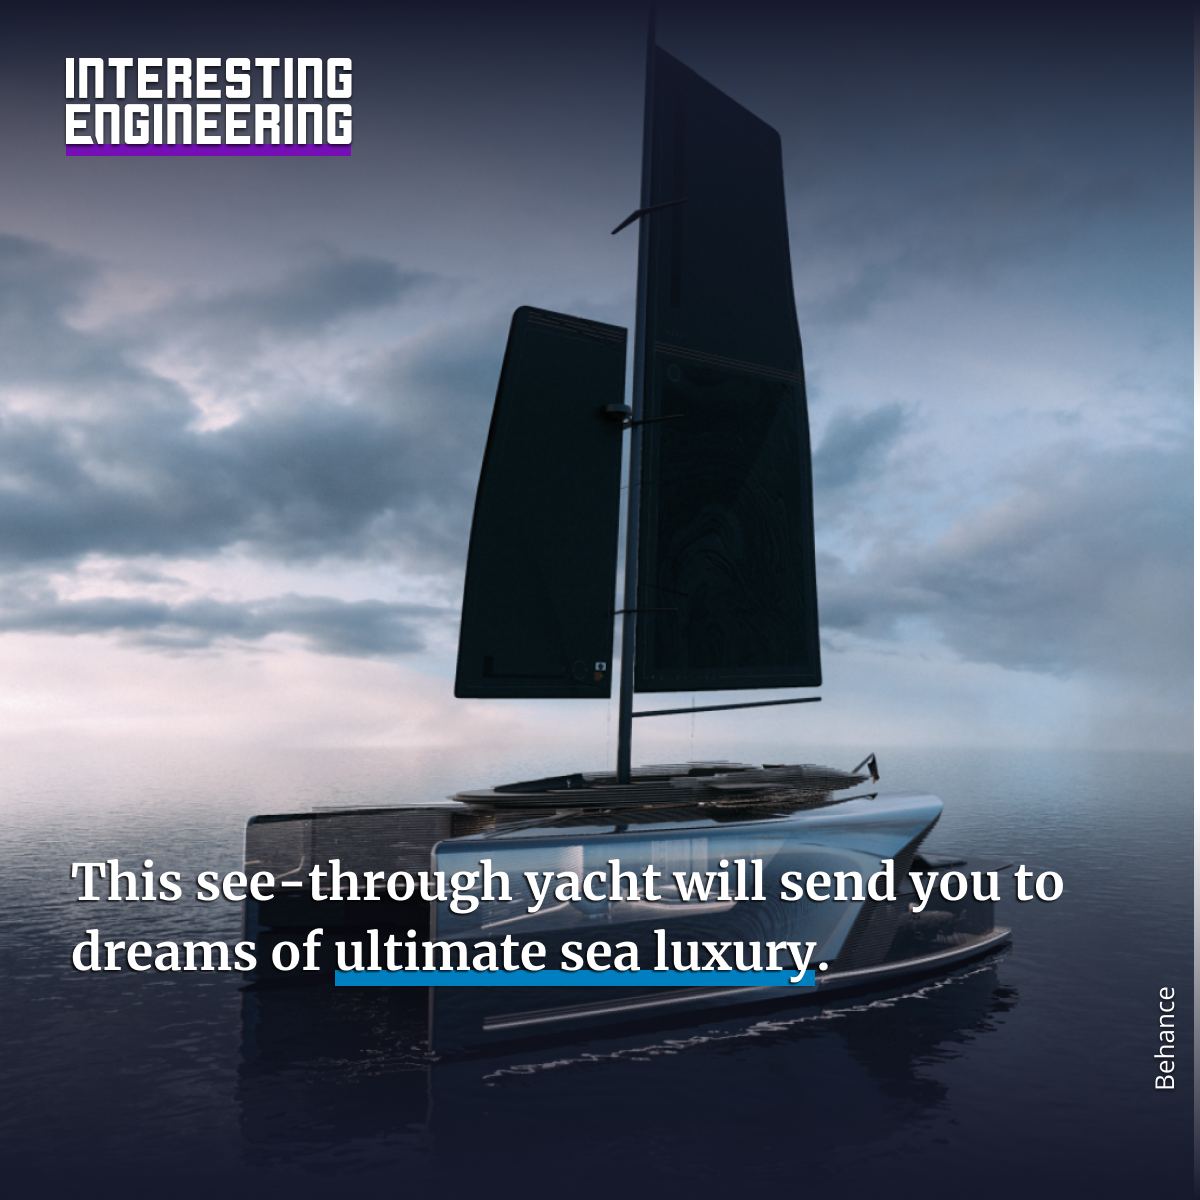 INTERESTING
ENGINEERING
This see-through yacht will send you to
dreams of ultimate sea luxury.
Behance